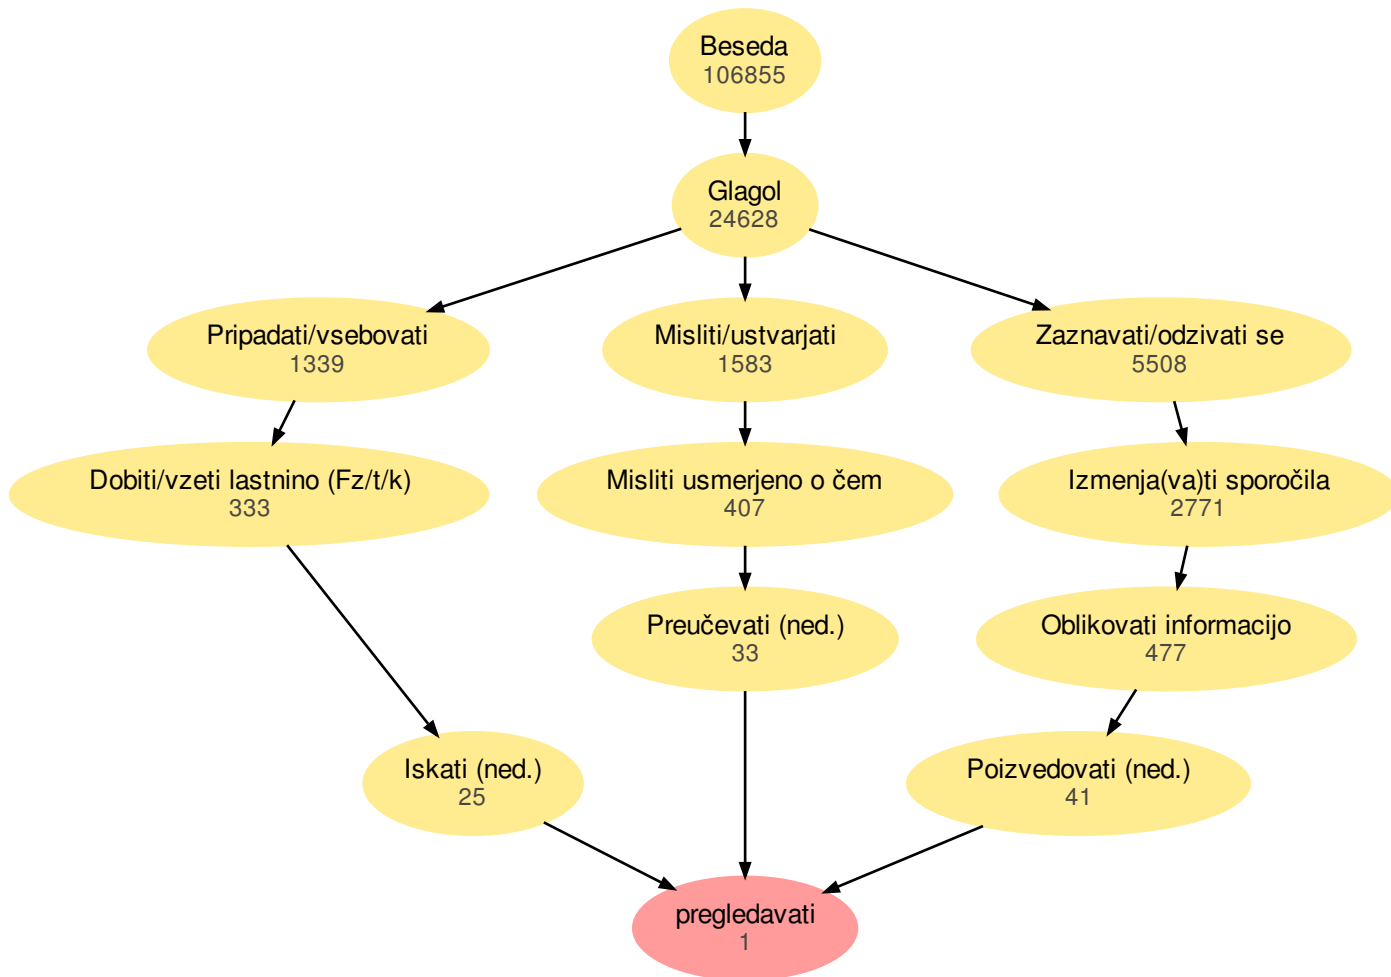 Beseda
106855
Glagol
24628
Pripadati/vsebovati
1339
Misliti/ustvarjati
1583
Zaznavati/odzivati se
5508
Dobiti/vzeti lastnino (Fz/t/k)
333
Misliti usmerjeno o čem
407
Izmenja(va)ti sporočila
2771
Preučevati (ned.)
33
Oblikovati informacijo
477
Iskati (ned.)
25
Poizvedovati (ned.)
41
pregledavati
1